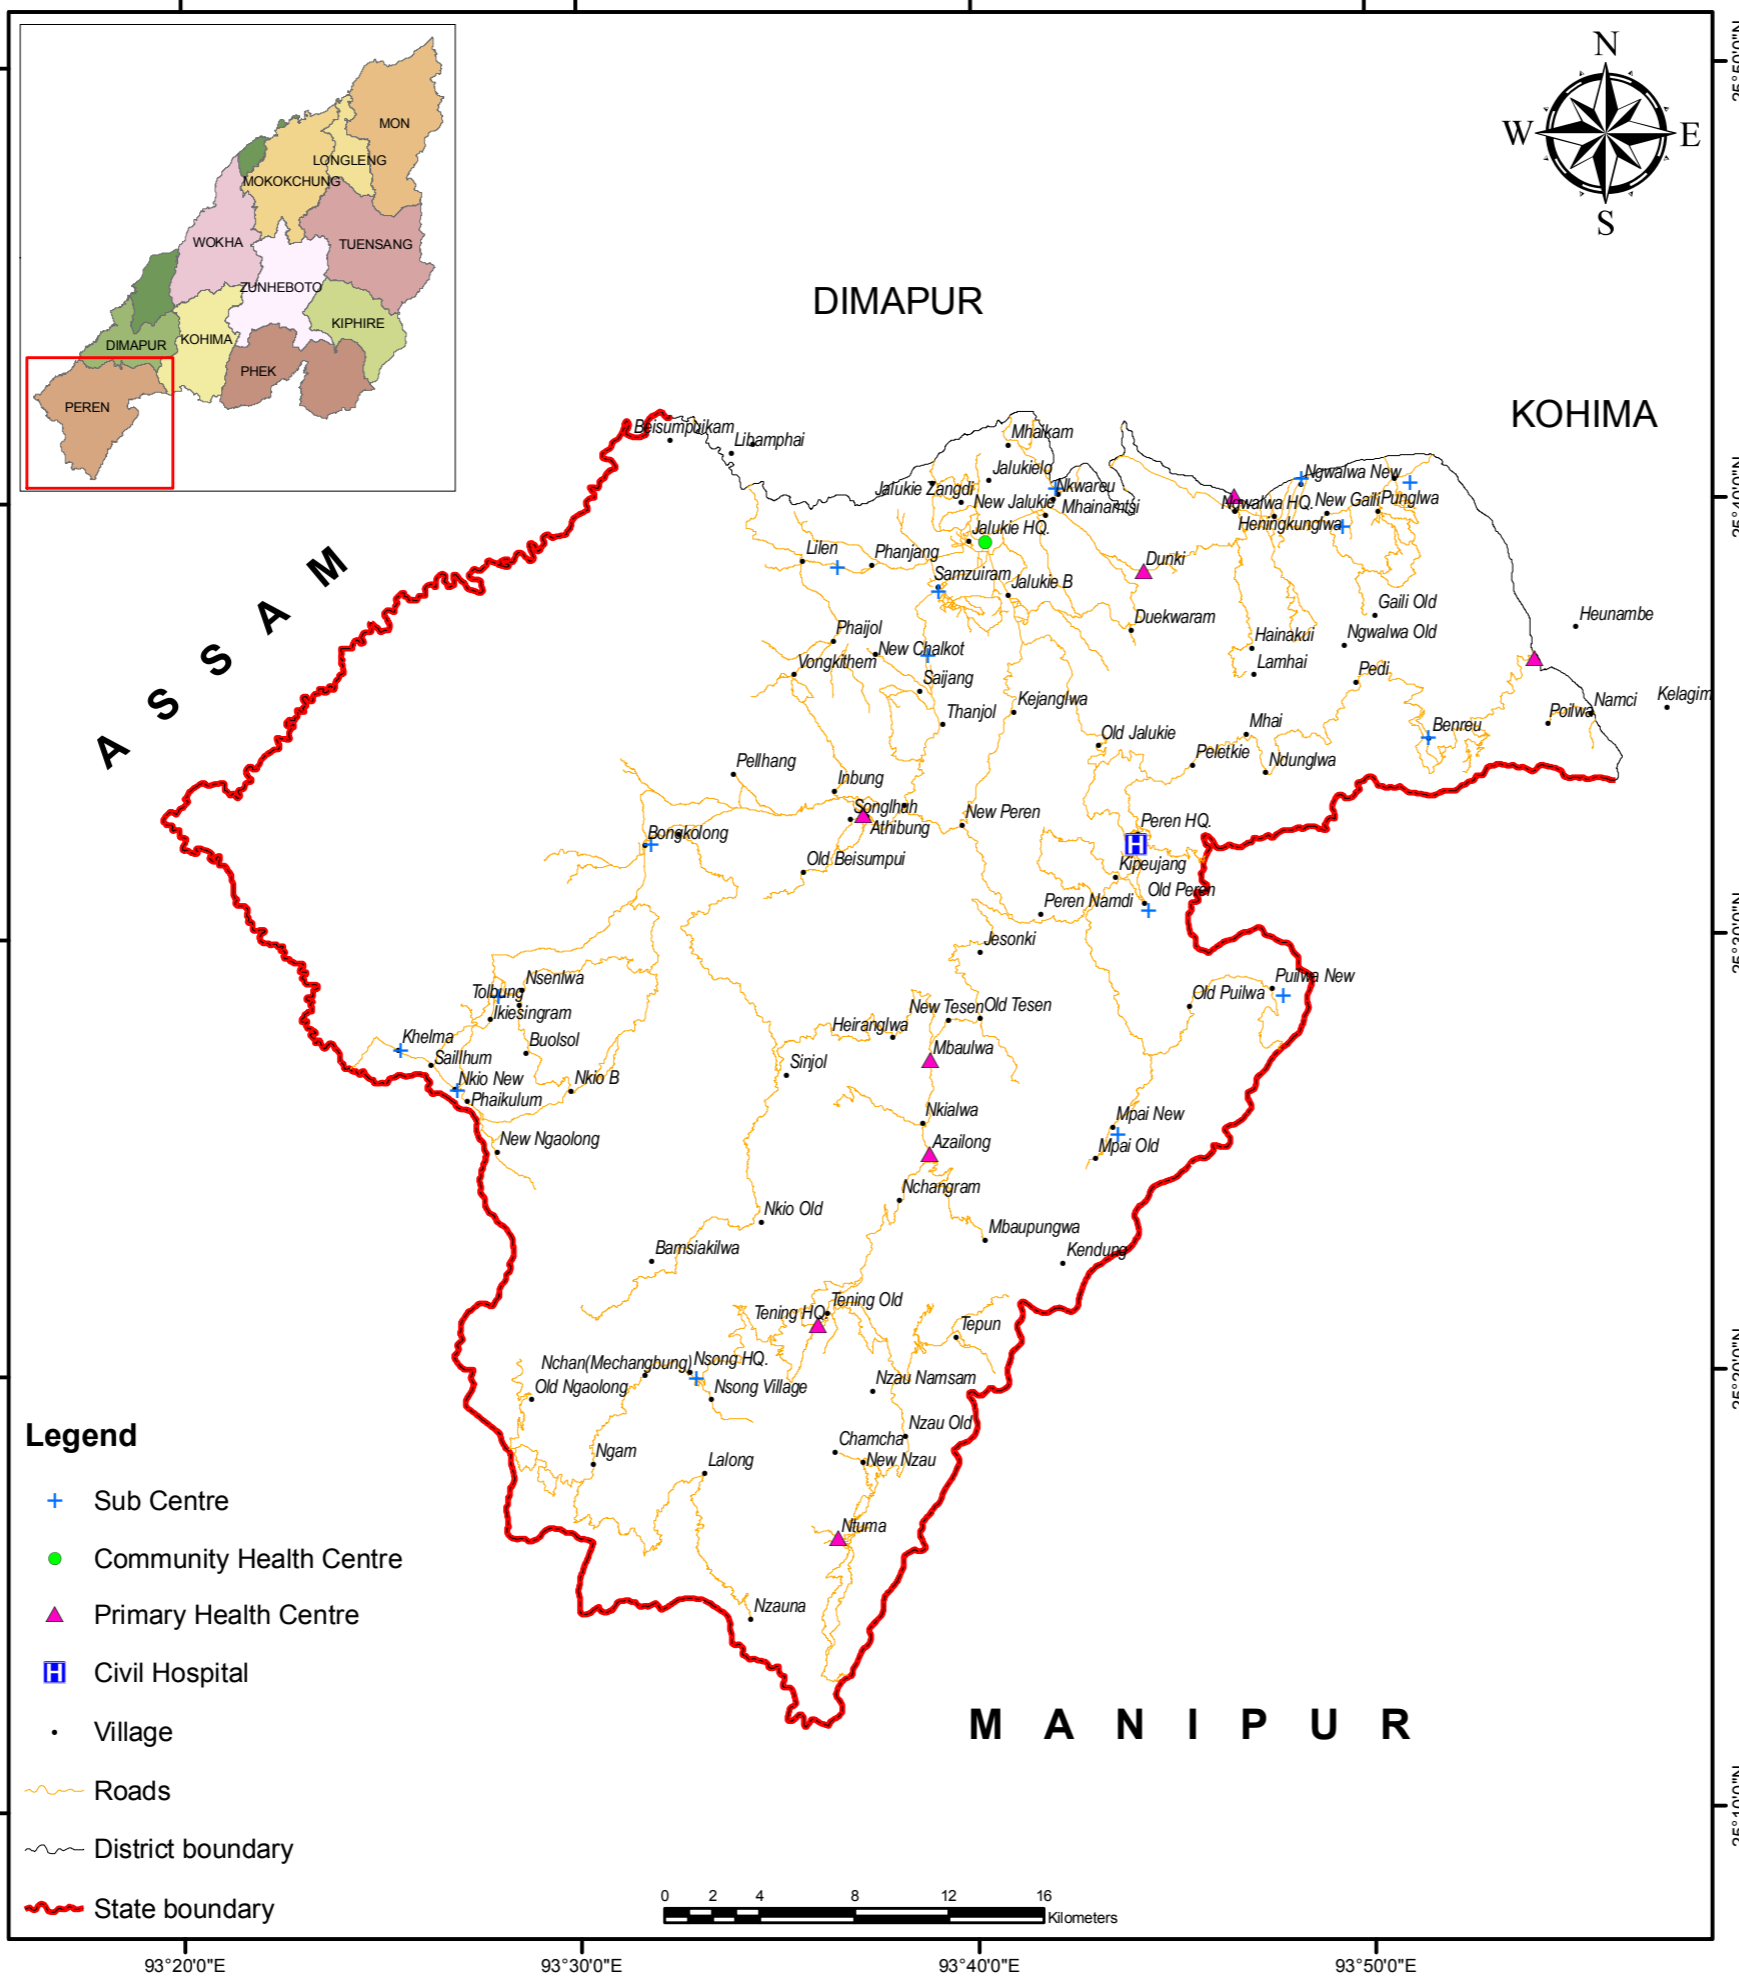 MON
LONGLENG
MOKOKCHUNG
WOKHA
TUENSANG
ZUNHEBOTO
KIPHIRE
DIMAPUR
KOHIMA
PHEK
PEREN
N
W
E
S
DIMAPUR
KOHIMA
ASSAM
MANIPUR
Beisumpuikam
Libamphai
Mhaikam
Jalukielo
Jalukie Zangdi
Nkwareu
New Jalukie
Mhainamtsi
Jalukie HQ.
Ngwalwa New
Ngwalwa HQ.
New Gaili
Punglwa
Heningkunglwa
Lilen
Phanjang
Samzuiram
Jalukie B
Dunki
Duekwaram
Gaili Old
Heunambe
Hainakui
Ngwalwa Old
Lamhai
Pedi
Phaijol
New Chalkot
Vongkithem
Saijang
Thanjol
Kejanglwa
Old Jalukie
Mhai
Peletkie
Ndunglwa
Benreu
Poilwa
Namci
Kelagim
Pellhang
Inbung
Songlhuh
Athibung
New Peren
Peren HQ.
Bongkolong
Old Beisumpui
Kipeujang
Old Peren
Peren Namdi
Jesonki
Nsenlwa
Tolbung
Ikiesingram
Puilwa New
Old Puilwa
New Tesen
Old Tesen
Heiranglwa
Khelma
Saillhum
Buolsol
Mbaulwa
Sinjol
Nkio New
Nkio B
Phaikulum
Nkialwa
Mpai New
New Ngaolong
Azailong
Mpai Old
Nchangram
Nkio Old
Mbaupungwa
Bamsiakilwa
Kendung
Tening Old
Tening HQ.
Tepun
Nchan(Mechangbung)
Nsong HQ.
Old Ngaolong
Nsong Village
Nzau Namsam
Nzau Old
Chamcha
New Nzau
Ngam
Lalong
Ntuma
Nzauna
Legend
Sub Centre
Community Health Centre
Primary Health Centre
Civil Hospital
Village
Roads
District boundary
State boundary
0 2 4 8 12 16
Kilometers
93°20'0"E 93°30'0"E 93°40'0"E 93°50'0"E